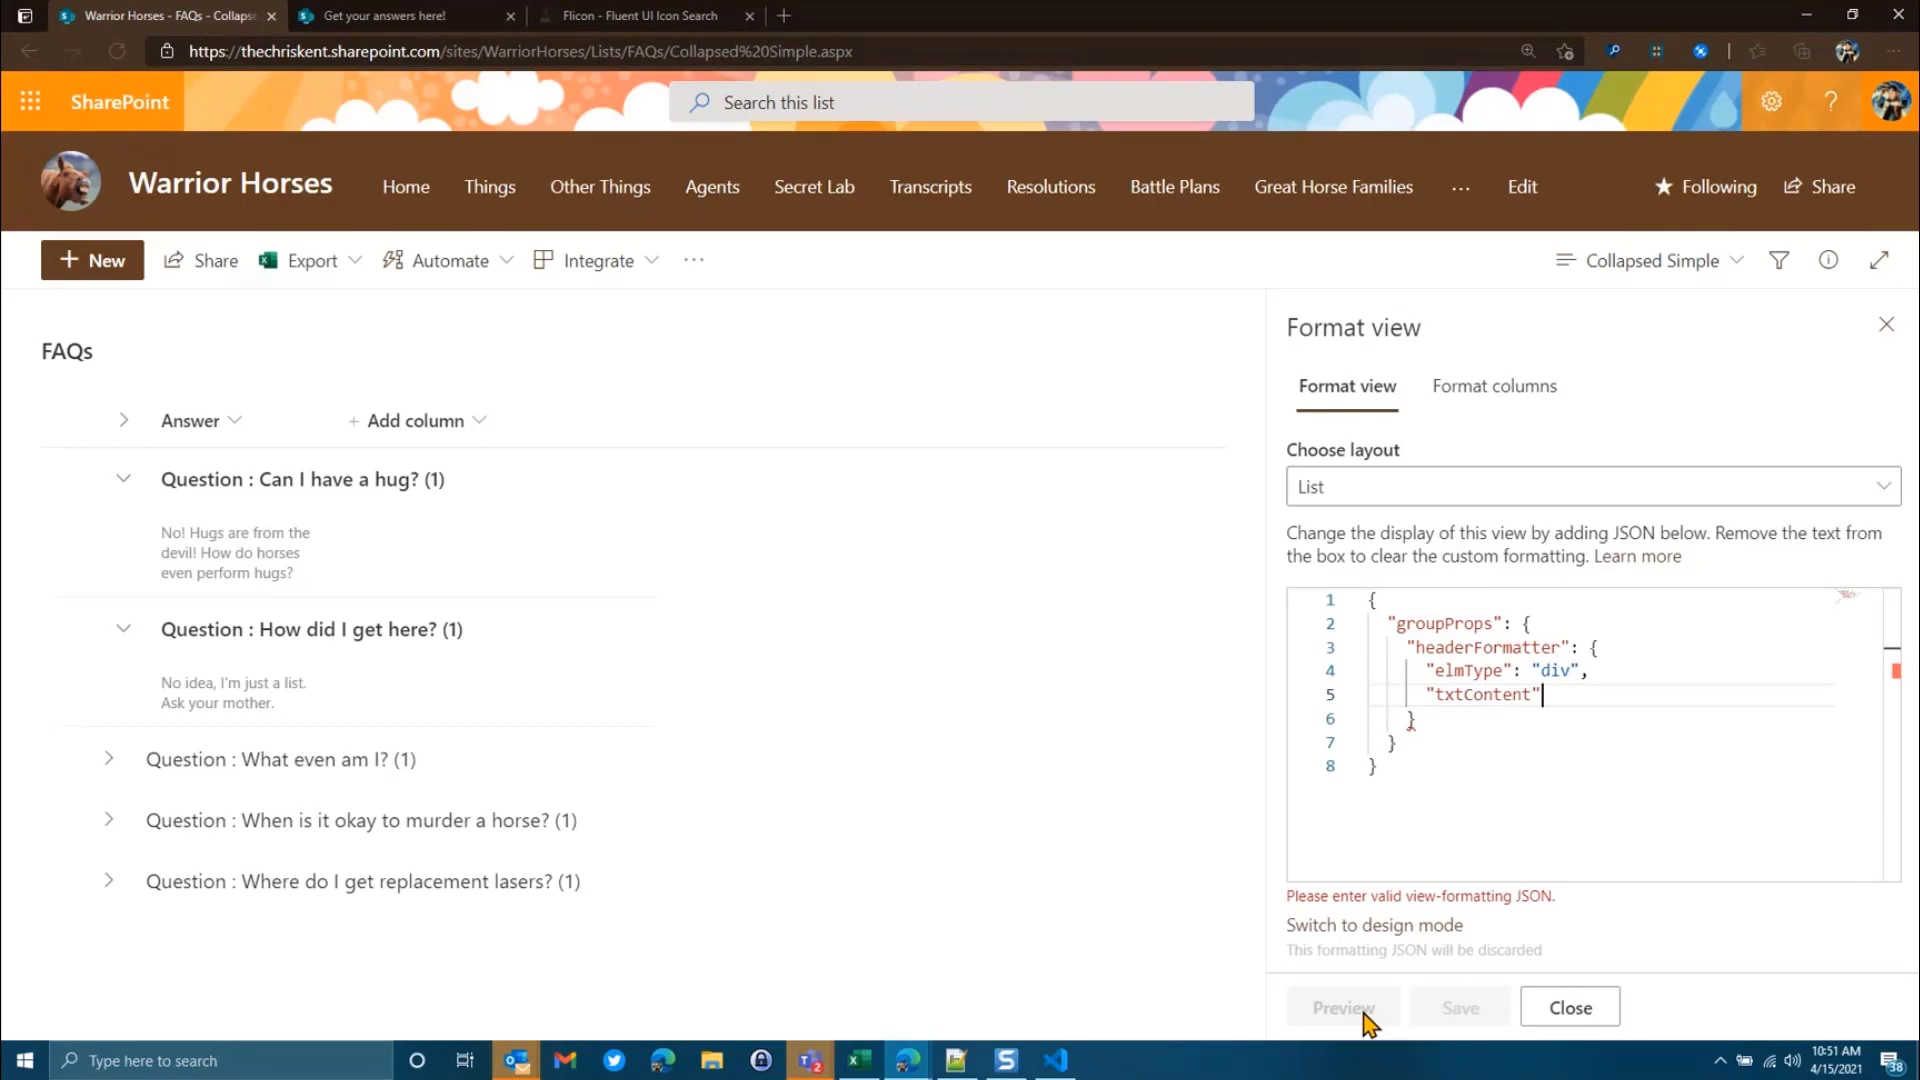 Warrior Horses - FAQs - Collapse
Get your answers here!
Flicon - Fluent UI Icon Search
https://thechriskent.sharepoint.com/sites/WarriorHorses/Lists/FAQs/Collapsed%20Simple.aspx
SharePoint
Search this list
Warrior Horses
Home
Things
Other Things
Agents
Secret Lab
Transcripts
Resolutions
Battle Plans
Great Horse Families
...
Edit
Following
Share
+ New
Share
Export
Automate
Integrate
...
Collapsed Simple
FAQs
Answer
+ Add column
Question : Can I have a hug? (1)
No! Hugs are from the
devil! How do horses
even perform hugs?
Question : How did I get here? (1)
No idea, I'm just a list.
Ask your mother.
Question : What even am I? (1)
Question : When is it okay to murder a horse? (1)
Question : Where do I get replacement lasers? (1)
Format view
Format view
Format columns
Choose layout
List
Change the display of this view by adding JSON below. Remove the text from
the box to clear the custom formatting. Learn more
1 {
2 "groupProps": {
3 "headerFormatter": {
4 "elmType": "div",
5 "txtContent"
6 }
7 }
8 }
Please enter valid view-formatting JSON.
Switch to design mode
This formatting JSON will be discarded
Preview
Save
Close
Type here to search
2
10:51 AM
4/15/2021
38